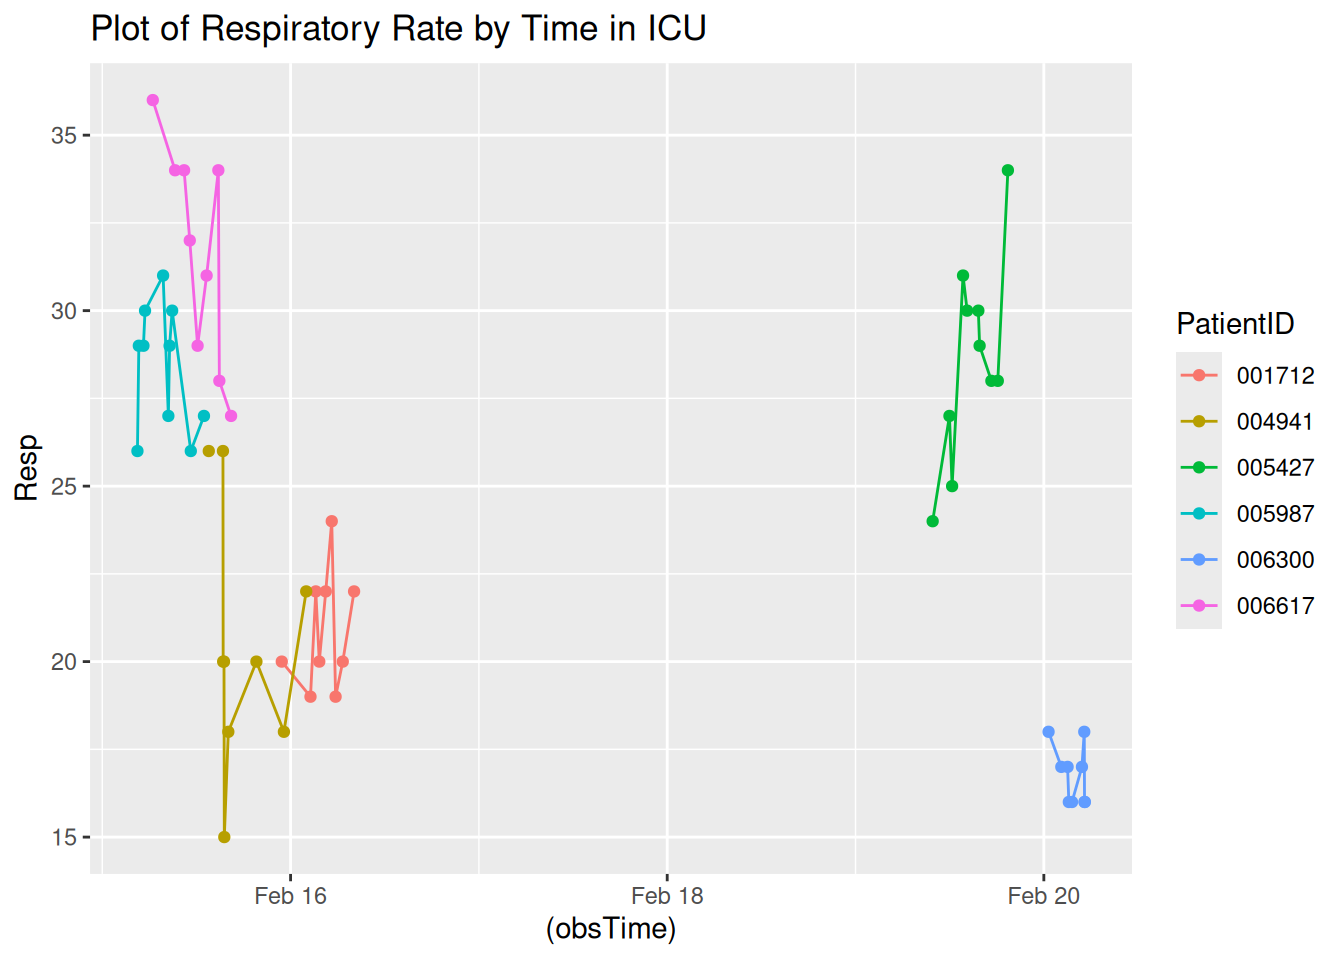 Plot of Respiratory Rate by Time in ICU
35
30
25
20
15
Resp
Feb 16
Feb 18
Feb 20
(obsTime)
PatientID
001712
004941
005427
005987
006300
006617